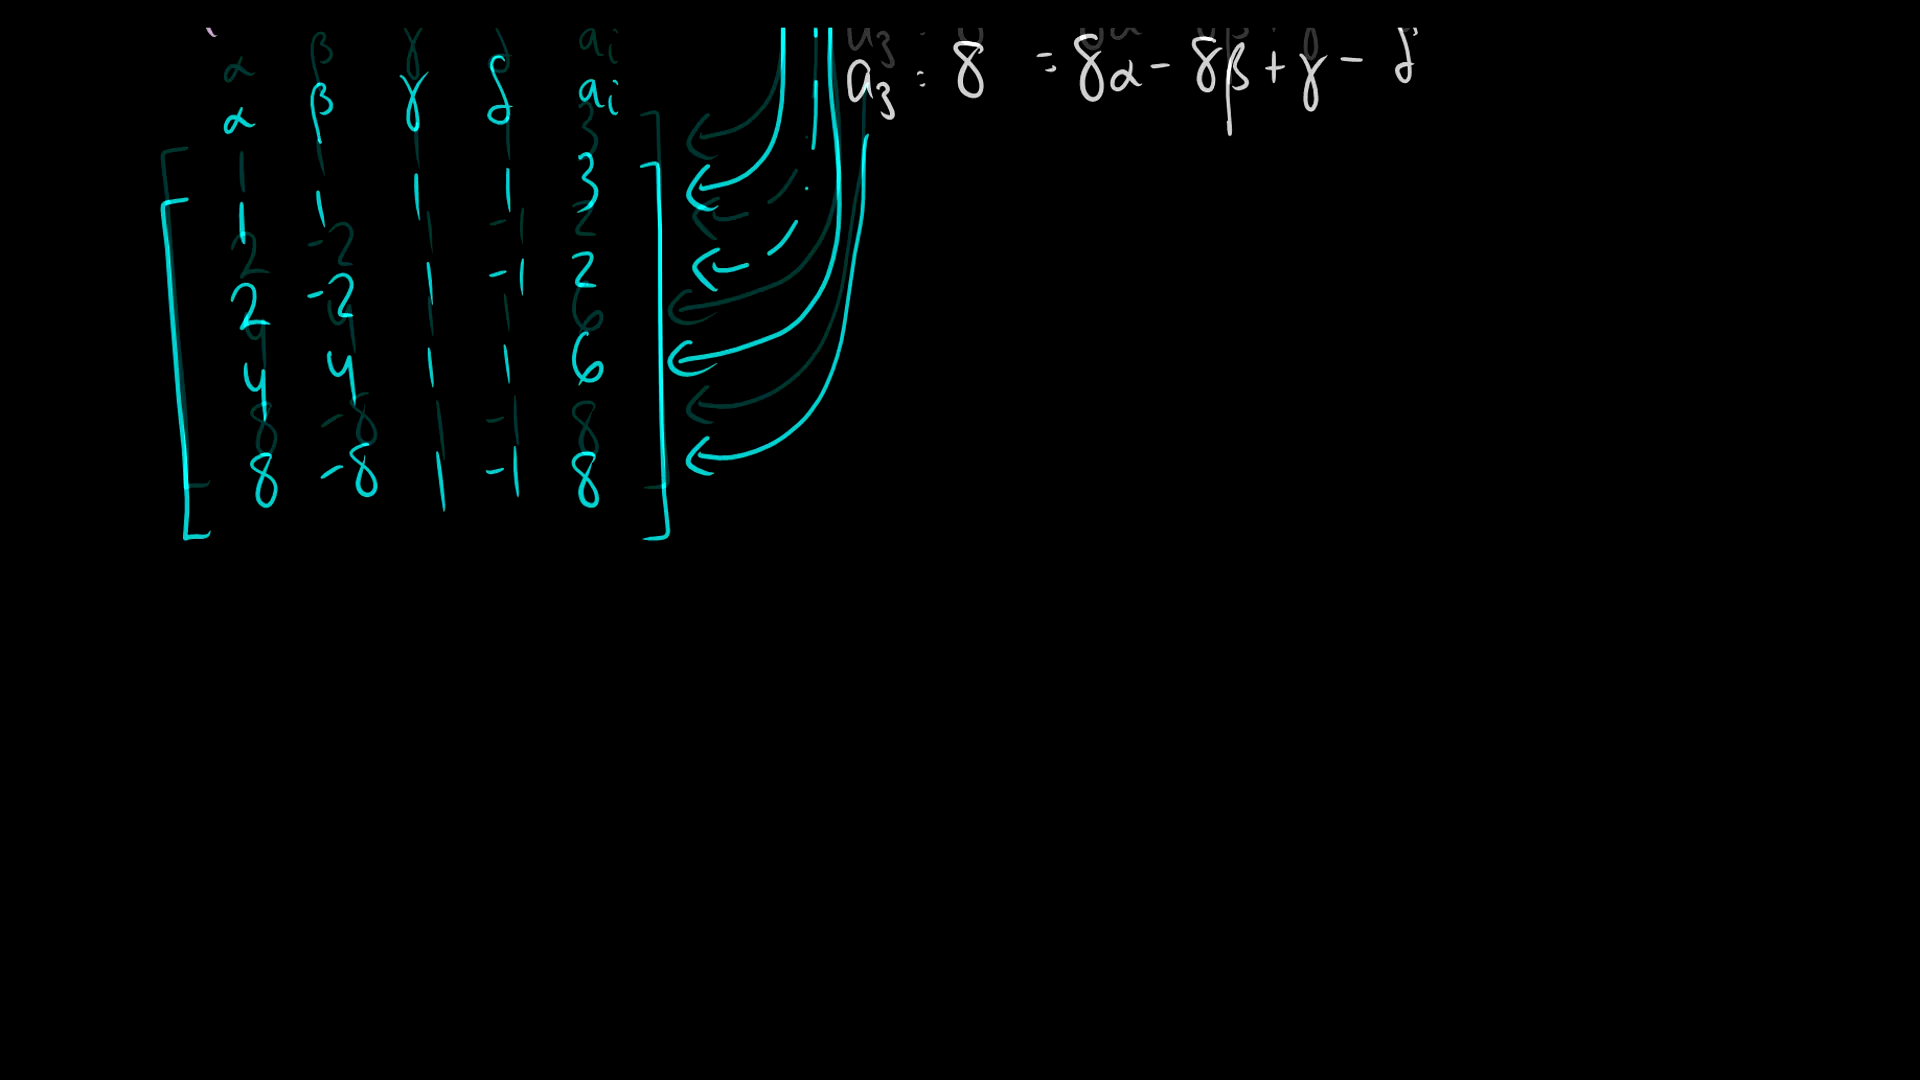 a₃ : 8 = 8α - 8β + γ - δ
α β γ δ aᵢ
1 1 1 1 3
2 -2 1 -1 2
4 4 1 1 6
8 -8 1 -1 8